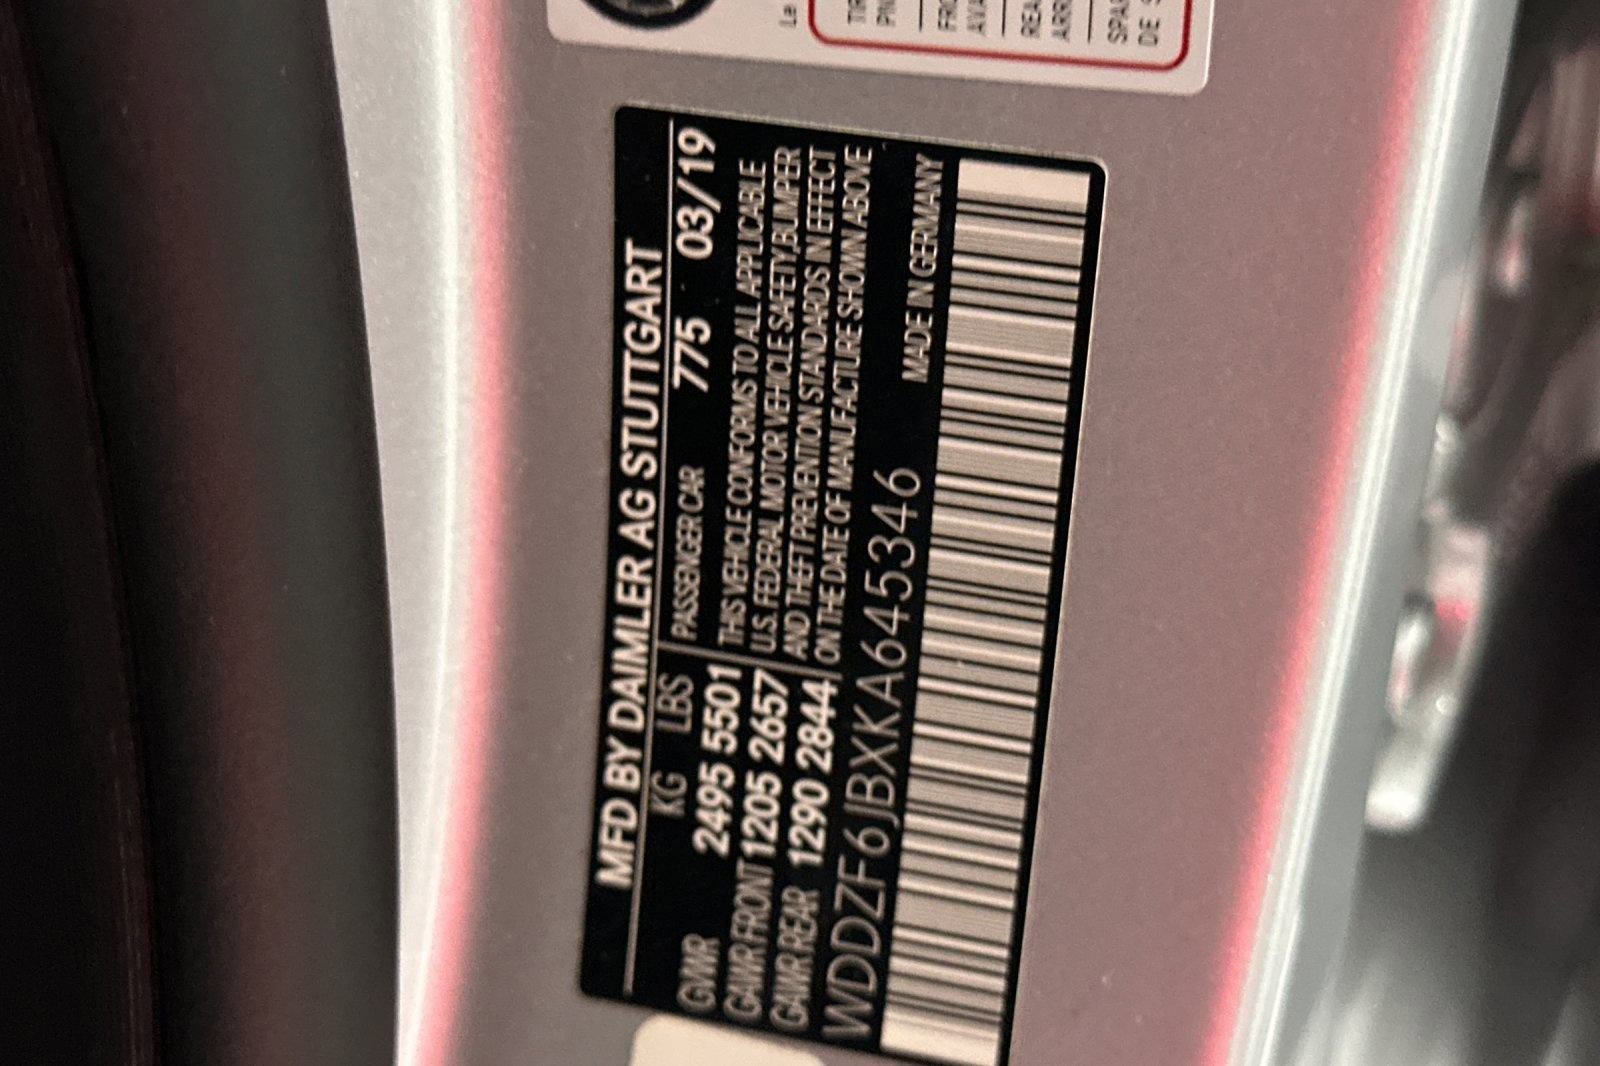 MFD BY DAIMLER AG STUTTGART
KG LBS
GVWR 2495 5501
GAWR FRONT 1205 2657
GAWR REAR 1290 2844
PASSENGER CAR 775 03/19
THIS VEHICLE CONFORMS TO ALL APPLICABLE
U.S. FEDERAL MOTOR VEHICLE SAFETY,BUMPER
AND THEFT PREVENTION STANDARDS IN EFFECT
ON THE DATE OF MANUFACTURE SHOWN ABOVE
MADE IN GERMANY
WDDZF6JBXKA645346
Le
DE